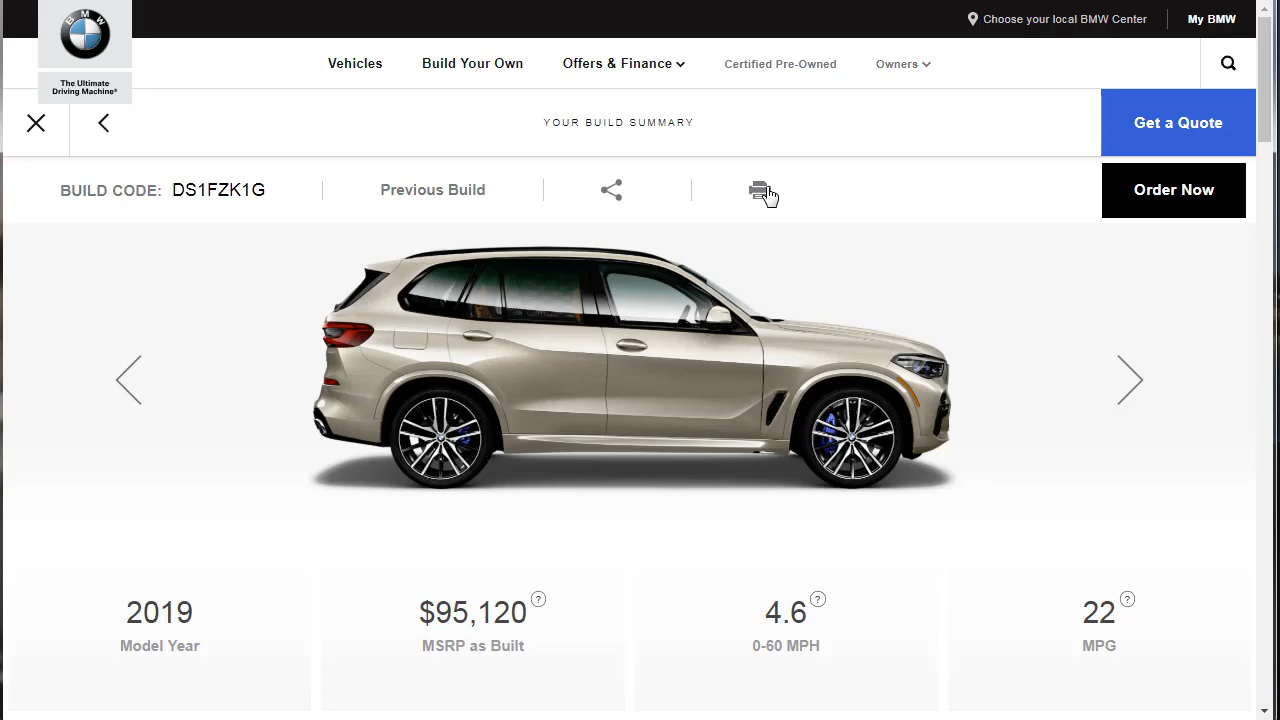 Choose your local BMW Center
My BMW
BMW
The Ultimate
Driving Machine®
Vehicles
Build Your Own
Offers & Finance
Certified Pre-Owned
Owners
YOUR BUILD SUMMARY
Get a Quote
BUILD CODE: DS1FZK1G
Previous Build
Order Now
2019
Model Year
$95,120 ?
MSRP as Built
4.6 ?
0-60 MPH
22 ?
MPG